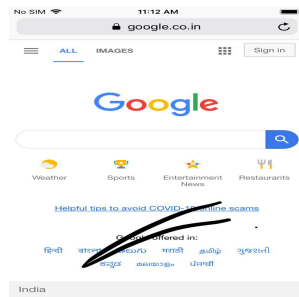 No SIM 11:12 AM
google.co.in
ALL IMAGES Sign in
Google
Weather Sports Entertainment News Restaurants
Helpful tips to avoid COVID-19 online scams
Google offered in:
हिन्दी বাংলা తెలుగు मराठी தமிழ் ગુજરાતી
ಕನ್ನಡ മലയാളം ਪੰਜਾਬੀ
India